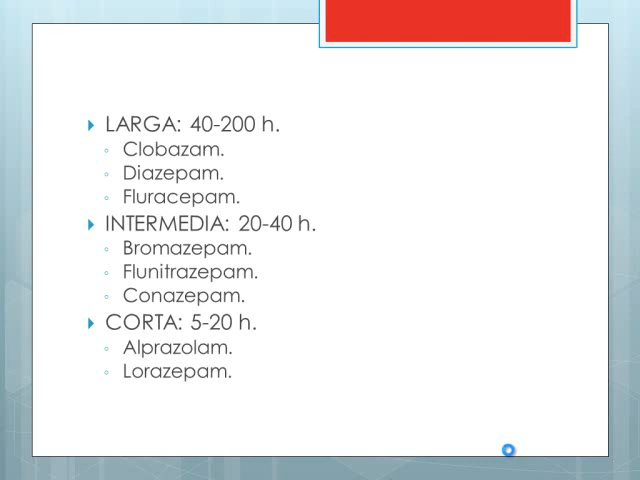 LARGA: 40-200 h.
Clobazam.
Diazepam.
Fluracepam.
INTERMEDIA: 20-40 h.
Bromazepam.
Flunitrazepam.
Conazepam.
CORTA: 5-20 h.
Alprazolam.
Lorazepam.